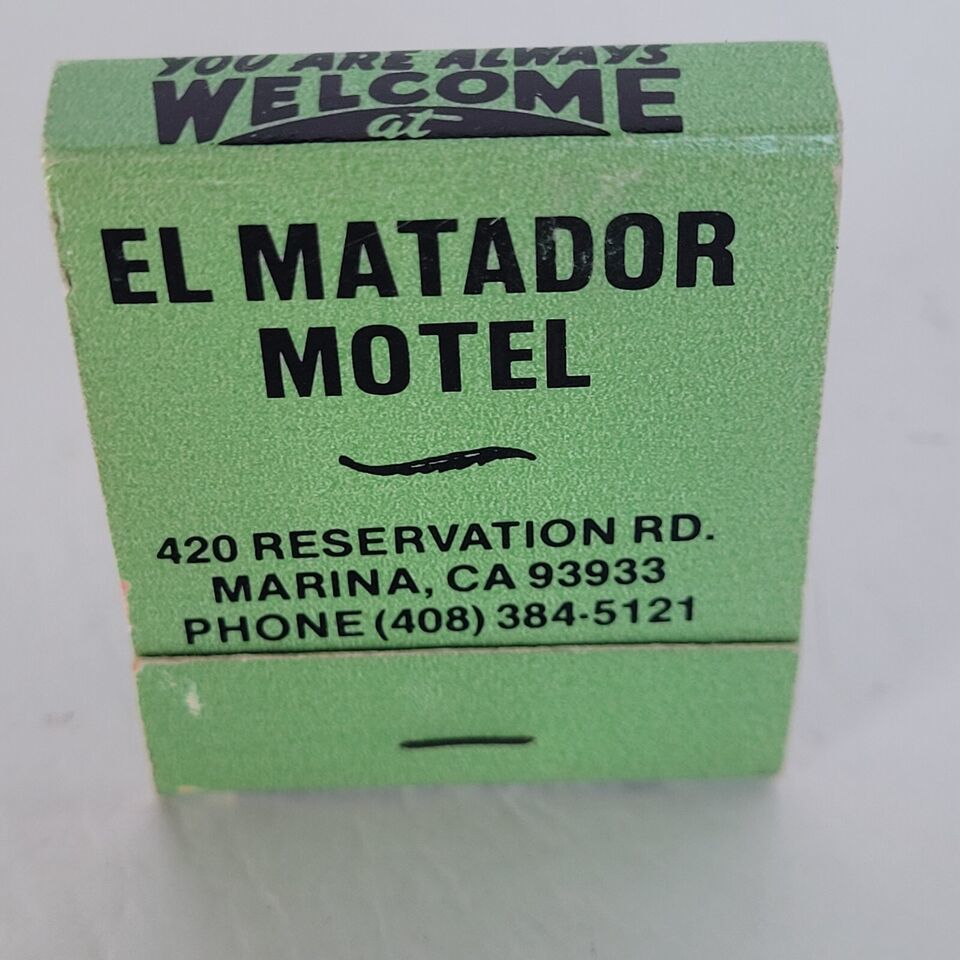 YOU ARE ALWAYS
WELCOME
at
EL MATADOR
MOTEL
420 RESERVATION RD.
MARINA, CA 93933
PHONE (408) 384-5121